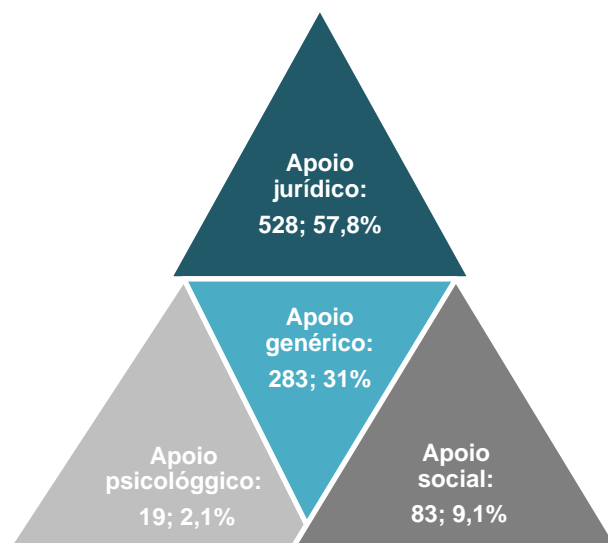 Apoio
jurídico:
528; 57,8%
Apoio
genérico:
283; 31%
Apoio
psicológgico:
19; 2,1%
Apoio
social:
83; 9,1%